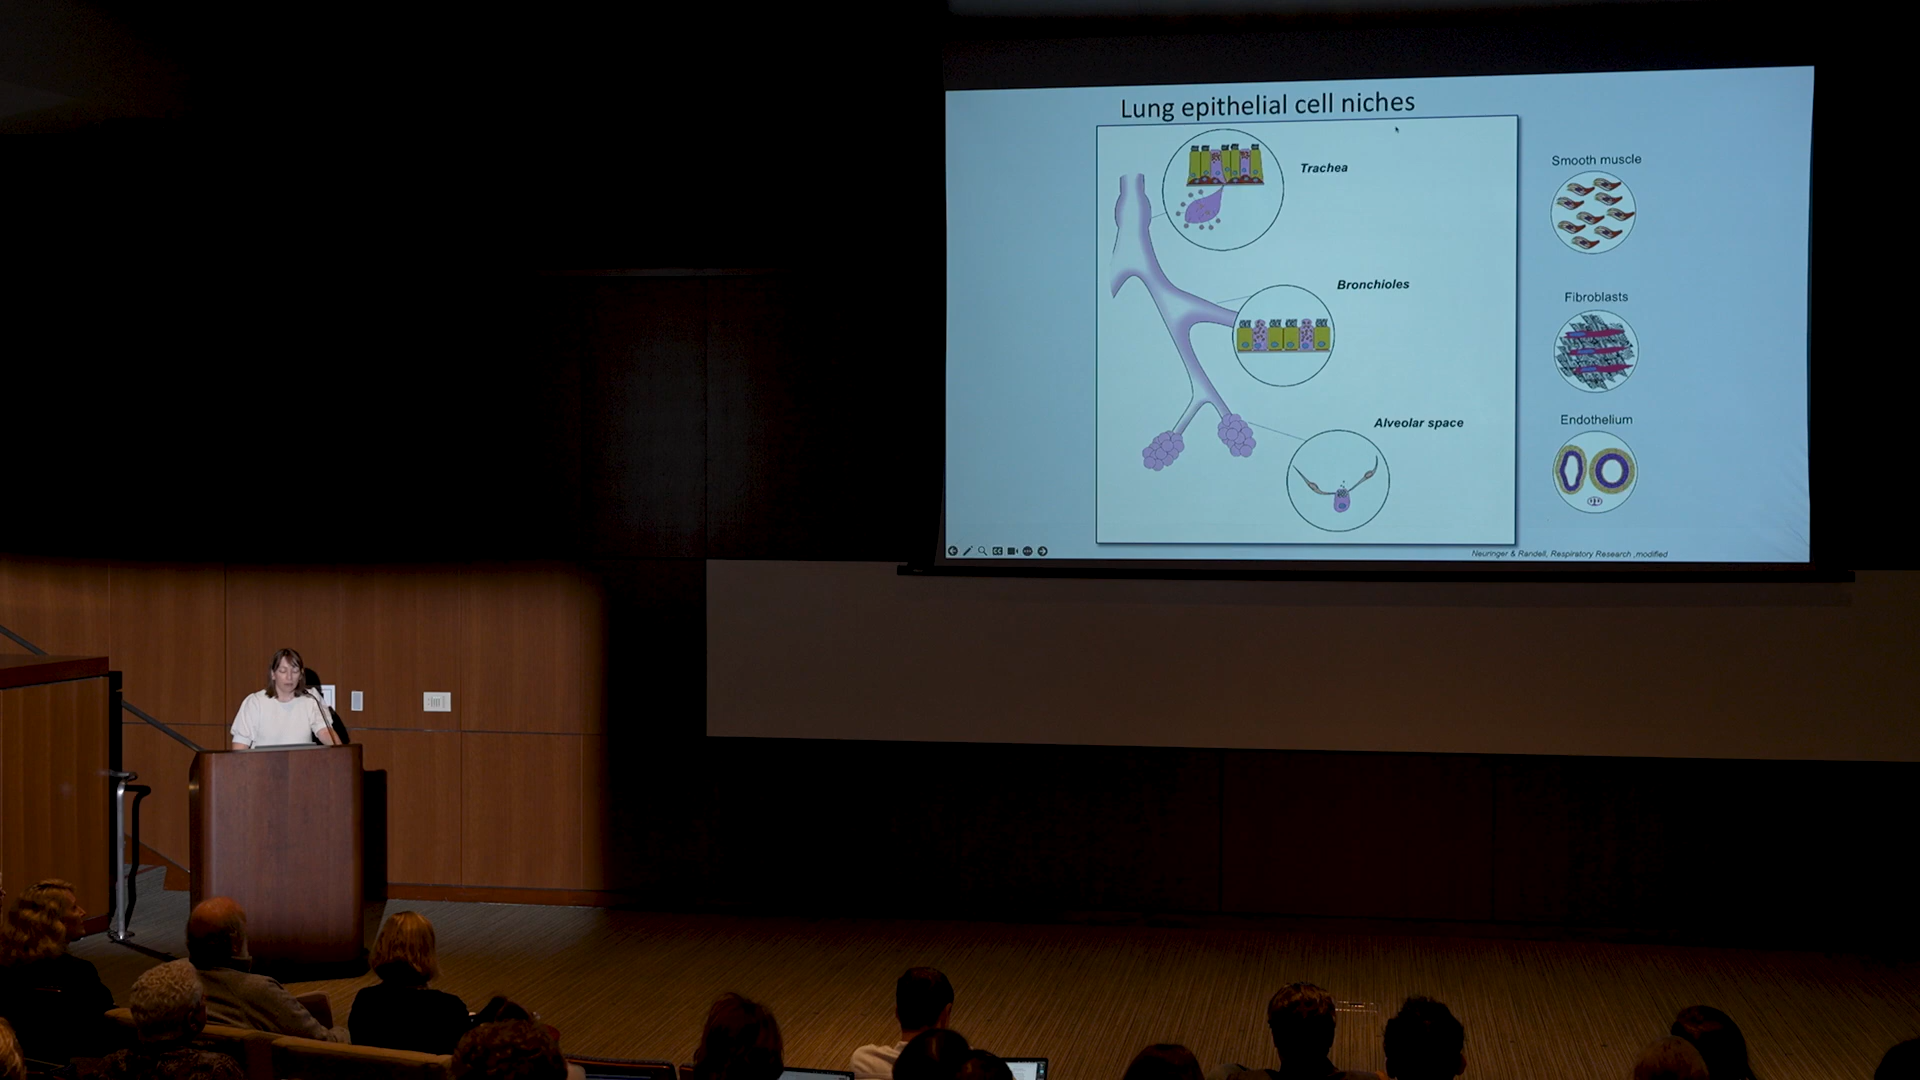 Lung epithelial cell niches
Trachea
Bronchioles
Alveolar space
Smooth muscle
Fibroblasts
Endothelium
Neuringer & Randell, Respiratory Research ,modified